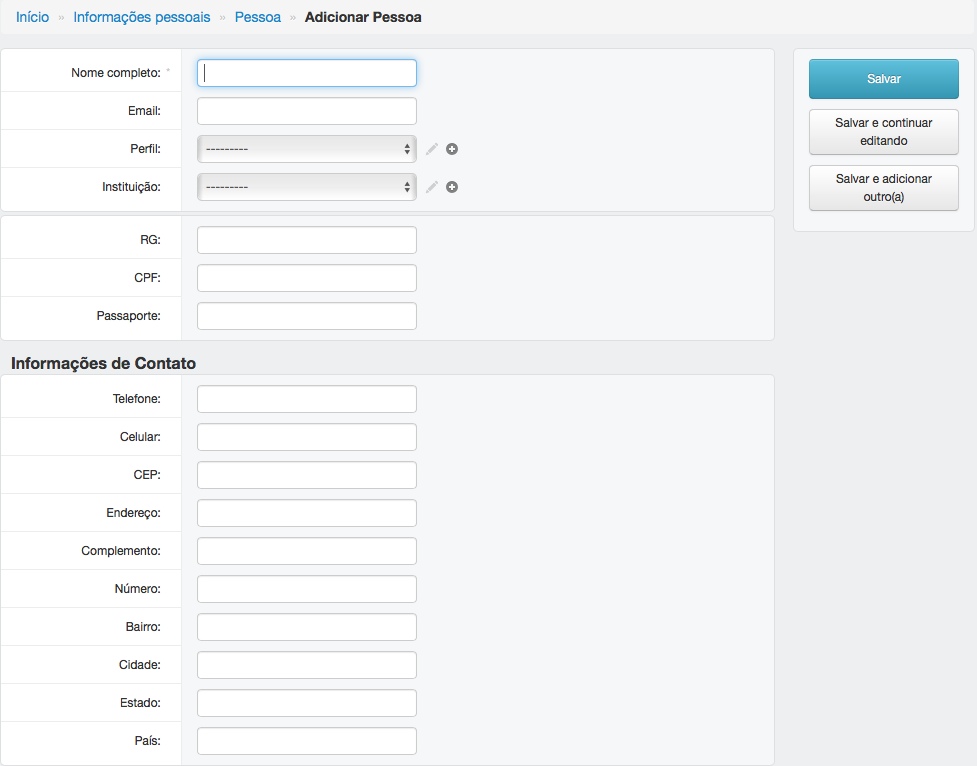 Início » Informações pessoais » Pessoa » Adicionar Pessoa
Nome completo: *
Email:
Perfil: ---------
Instituição: ---------
Salvar
Salvar e continuar
editando
Salvar e adicionar
outro(a)
RG:
CPF:
Passaporte:
Informações de Contato
Telefone:
Celular:
CEP:
Endereço:
Complemento:
Número:
Bairro:
Cidade:
Estado:
País: